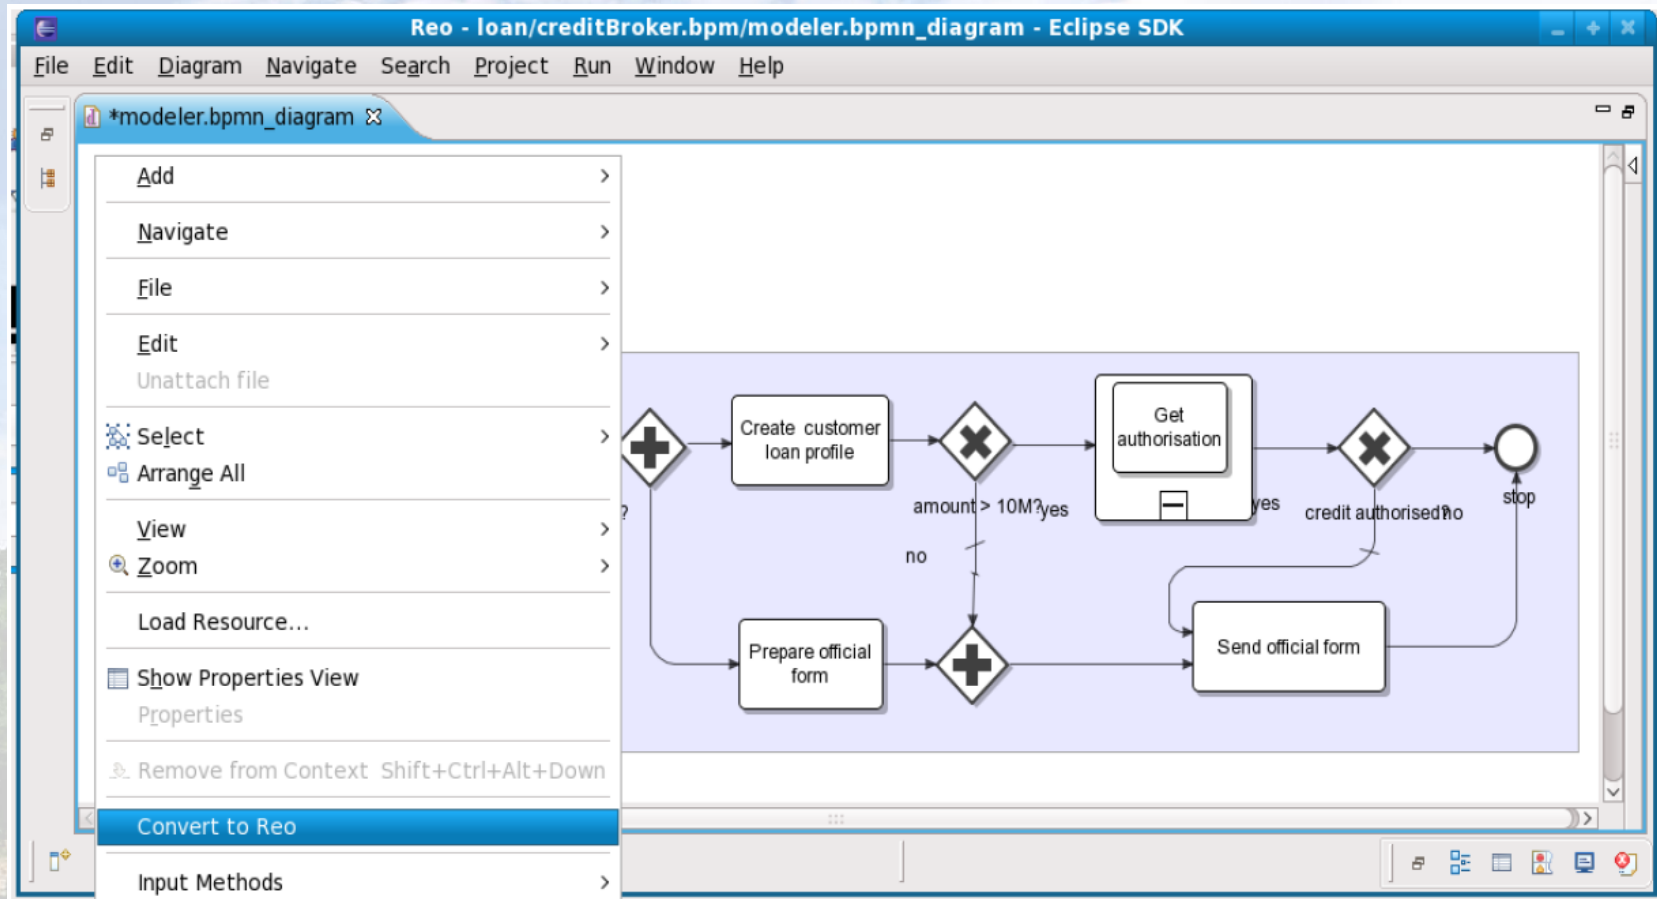 Reo - loan/creditBroker.bpm/modeler.bpmn_diagram - Eclipse SDK
File Edit Diagram Navigate Search Project Run Window Help
*modeler.bpmn_diagram
Add
Navigate
File
Edit
Unattach file
Select
Arrange All
View
Zoom
Load Resource...
Show Properties View
Properties
Remove from Context Shift+Ctrl+Alt+Down
Convert to Reo
Input Methods
?
Create customer
loan profile
amount > 10M?
yes
no
Get
authorisation
yes
credit authorised?
no
stop
Prepare official
form
Send official form